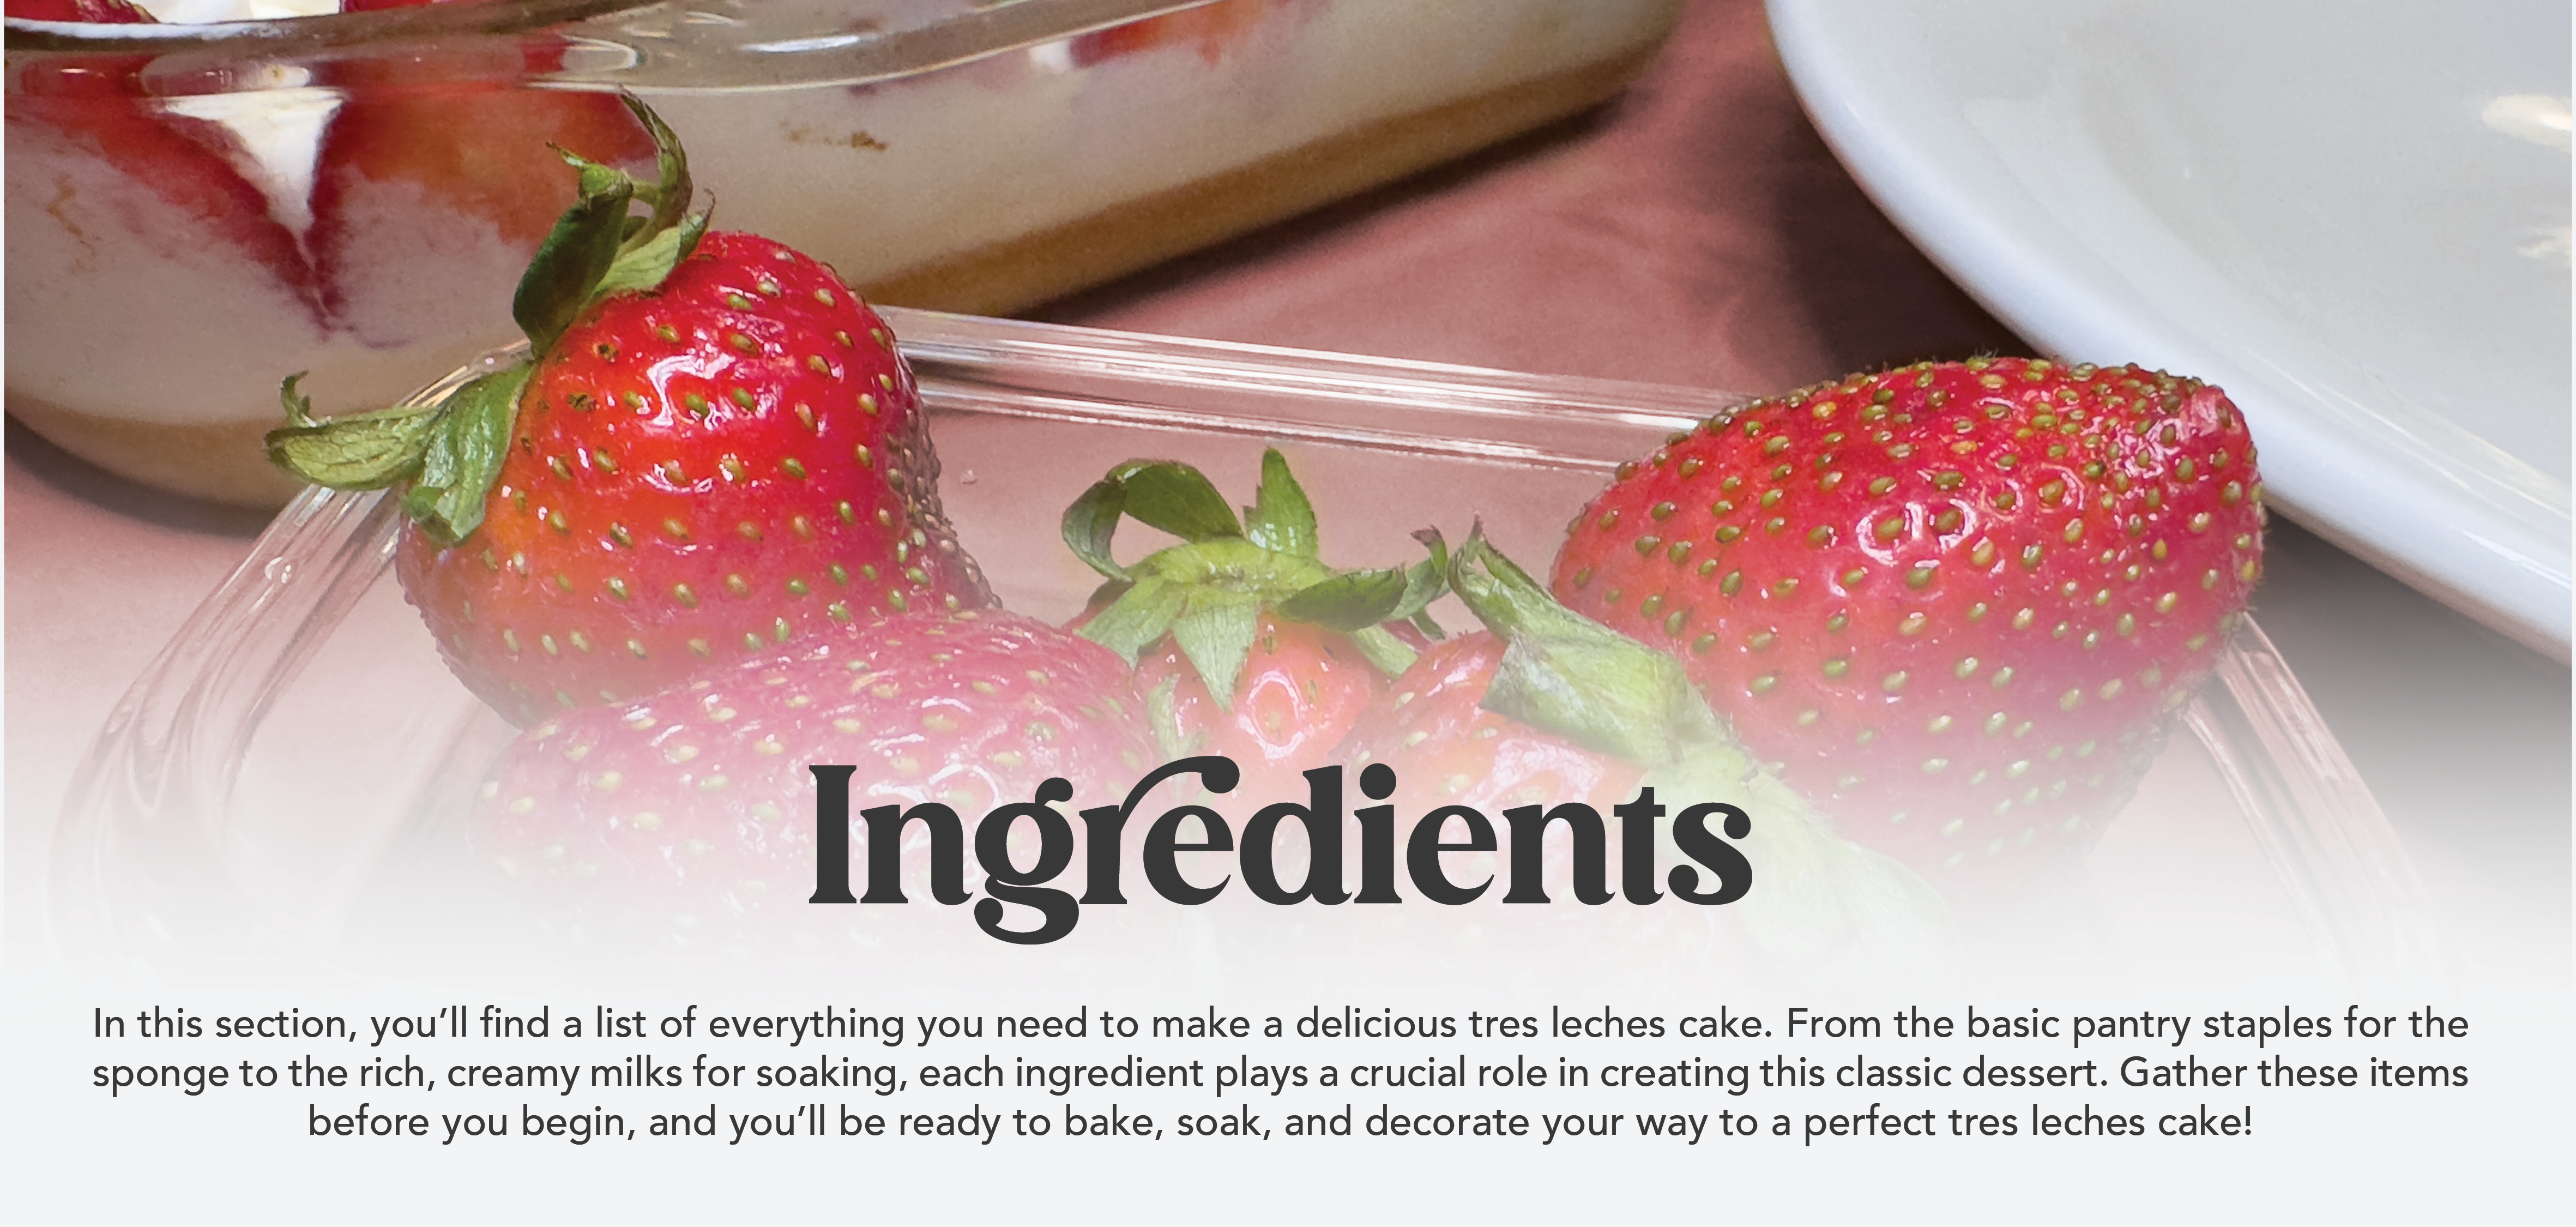 Ingredients
In this section, you’ll find a list of everything you need to make a delicious tres leches cake. From the basic pantry staples for the
sponge to the rich, creamy milks for soaking, each ingredient plays a crucial role in creating this classic dessert. Gather these items
before you begin, and you’ll be ready to bake, soak, and decorate your way to a perfect tres leches cake!